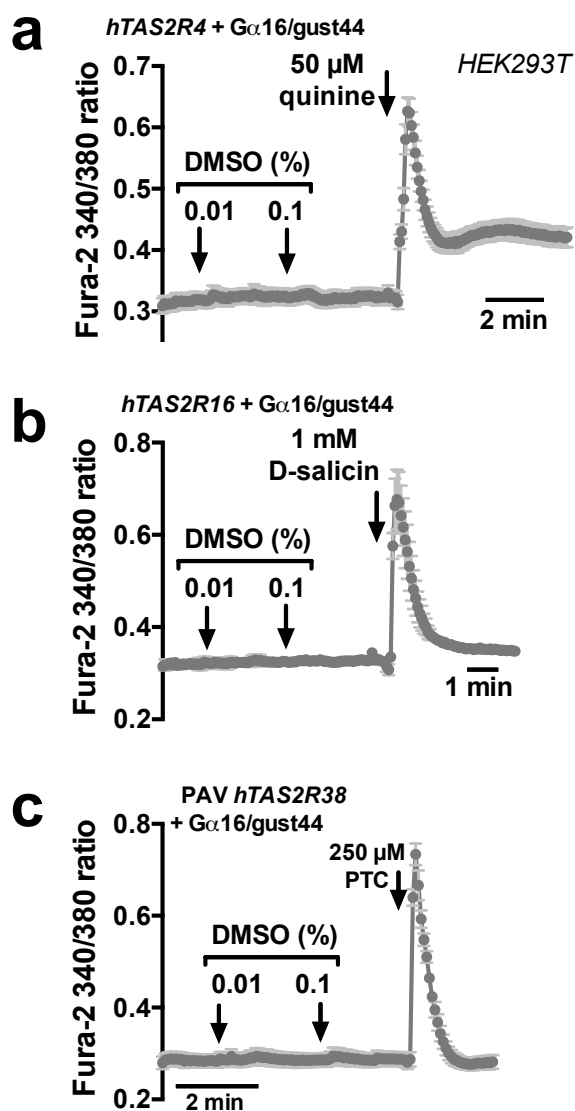 a
hTAS2R4 + Gα16/gust44
HEK293T
50 µM
quinine
DMSO (%)
0.01 0.1
Fura-2 340/380 ratio
0.7
0.6
0.5
0.4
0.3
2 min
b
hTAS2R16 + Gα16/gust44
1 mM
D-salicin
DMSO (%)
0.01 0.1
Fura-2 340/380 ratio
0.8
0.6
0.4
0.2
1 min
c
PAV hTAS2R38
+ Gα16/gust44
250 µM
PTC
DMSO (%)
0.01 0.1
Fura-2 340/380 ratio
0.8
0.6
0.4
0.2
2 min